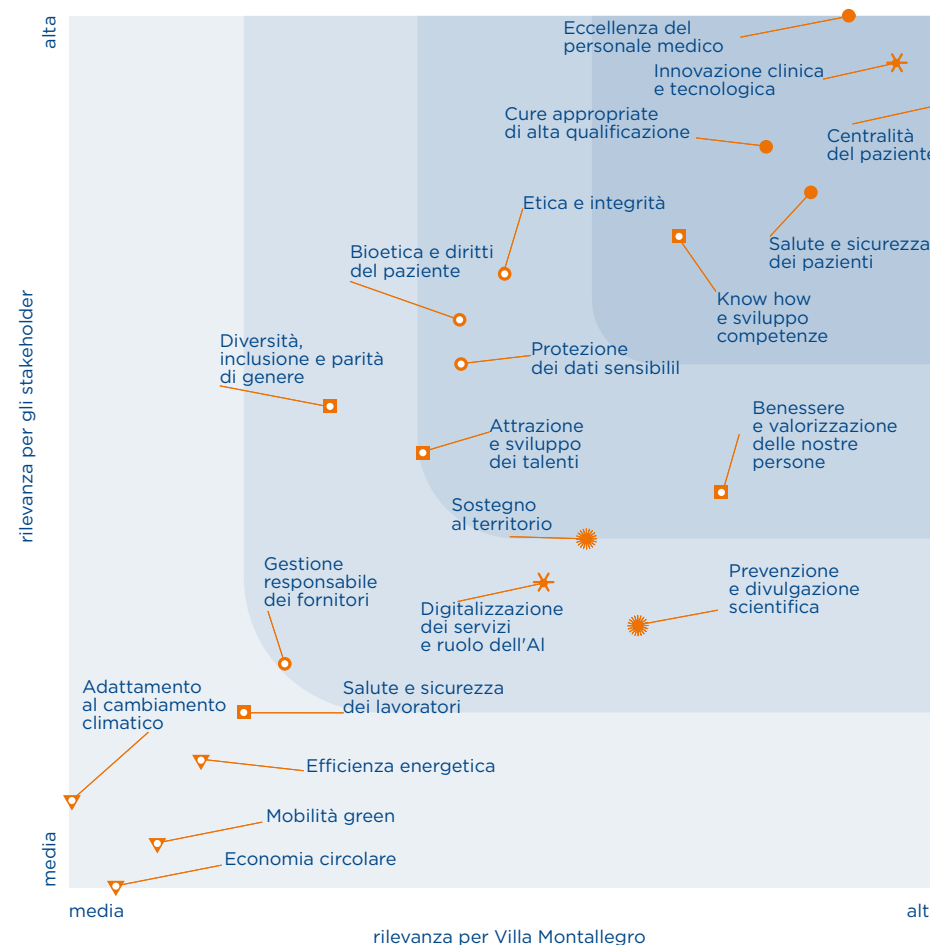 alta
Eccellenza del
personale medico
Innovazione clinica
e tecnologica
Cure appropriate
di alta qualificazione
Centralità
del paziente
Etica e integrità
Salute e sicurezza
dei pazienti
Bioetica e diritti
del paziente
Know how
e sviluppo
competenze
Diversità,
inclusione e parità
di genere
Protezione
dei dati sensibilil
rilevanza per gli stakeholder
Benessere
e valorizzazione
delle nostre
persone
Attrazione
e sviluppo
dei talenti
Sostegno
al territorio
Gestione
responsabile
dei fornitori
Prevenzione
e divulgazione
scientifica
Digitalizzazione
dei servizi
e ruolo dell'AI
Adattamento
al cambiamento
climatico
Salute e sicurezza
dei lavoratori
Efficienza energetica
Mobilità green
Economia circolare
media
media
alt
rilevanza per Villa Montallegro